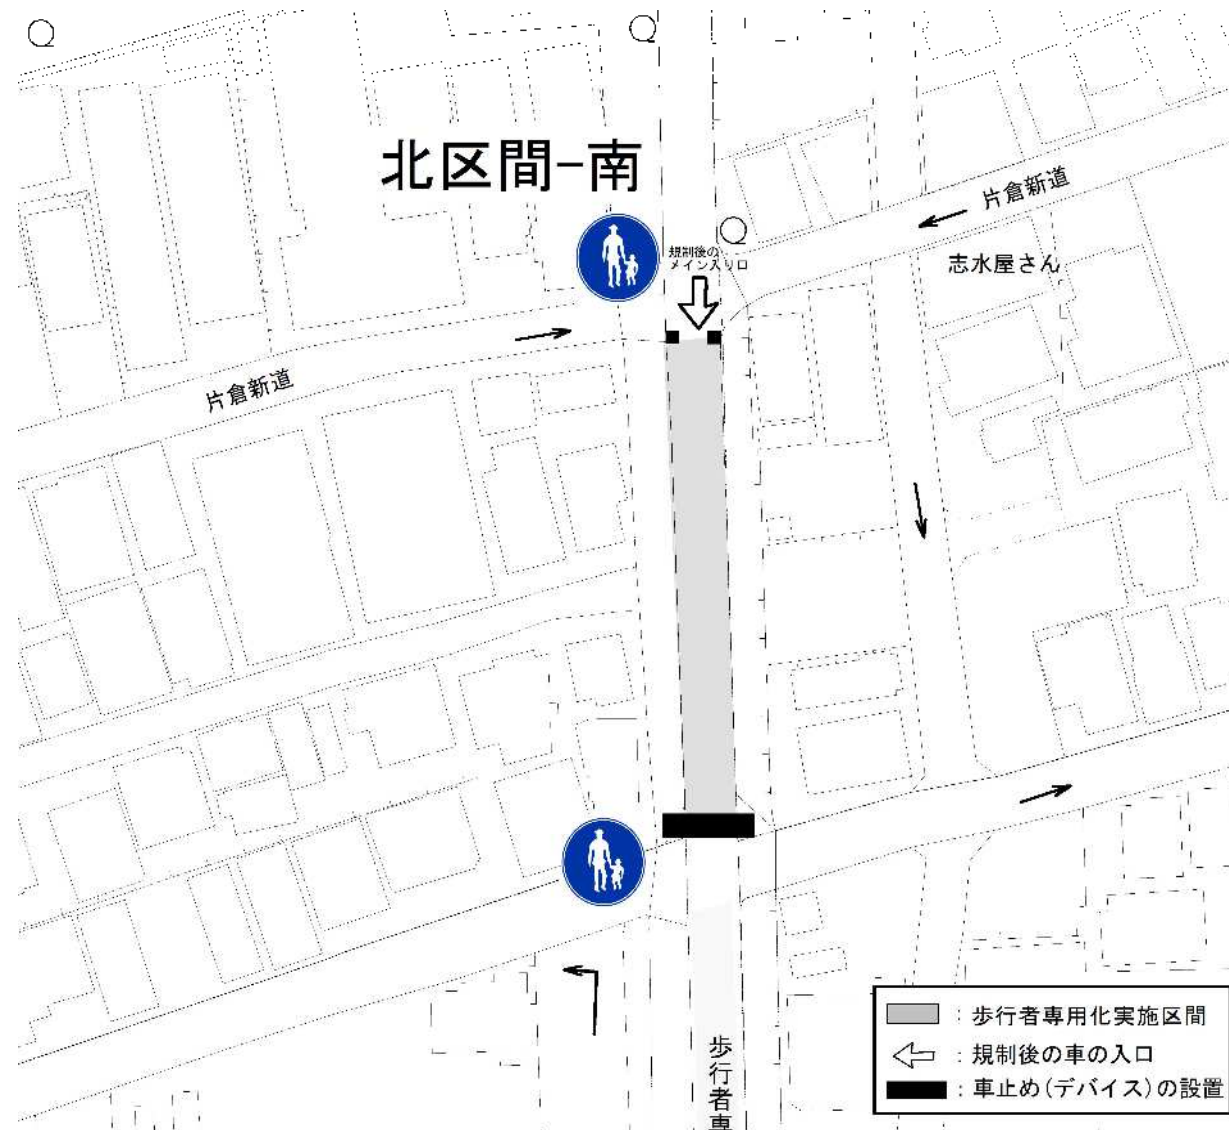 北区間-南
片倉新道
規制後の
メイン入り口
志水屋さん
片倉新道
歩行者専
：歩行者専用化実施区間
：規制後の車の入口
：車止め(デバイス)の設置